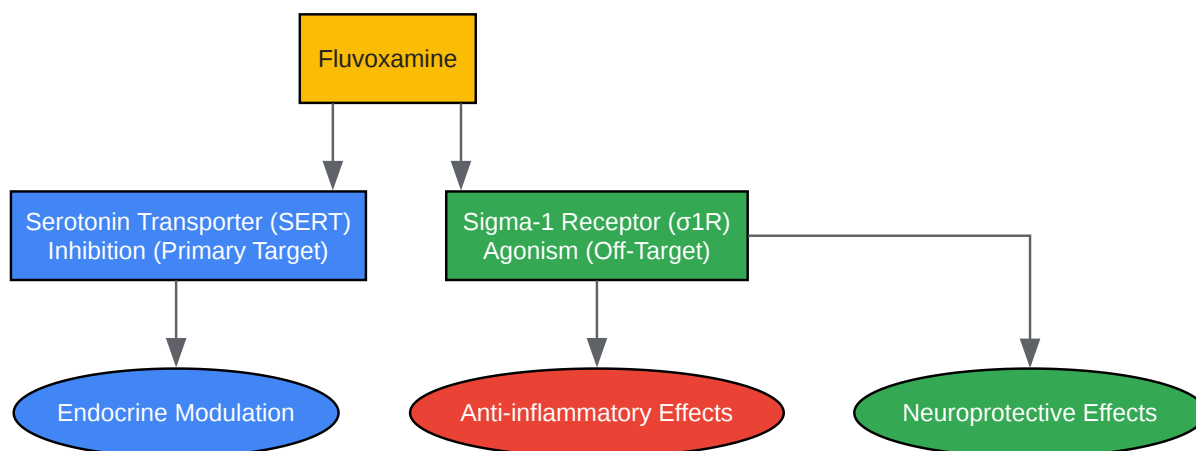 Fluvoxamine
Serotonin Transporter (SERT)
Inhibition (Primary Target)
Sigma-1 Receptor (σ1R)
Agonism (Off-Target)
Endocrine Modulation
Anti-inflammatory Effects
Neuroprotective Effects